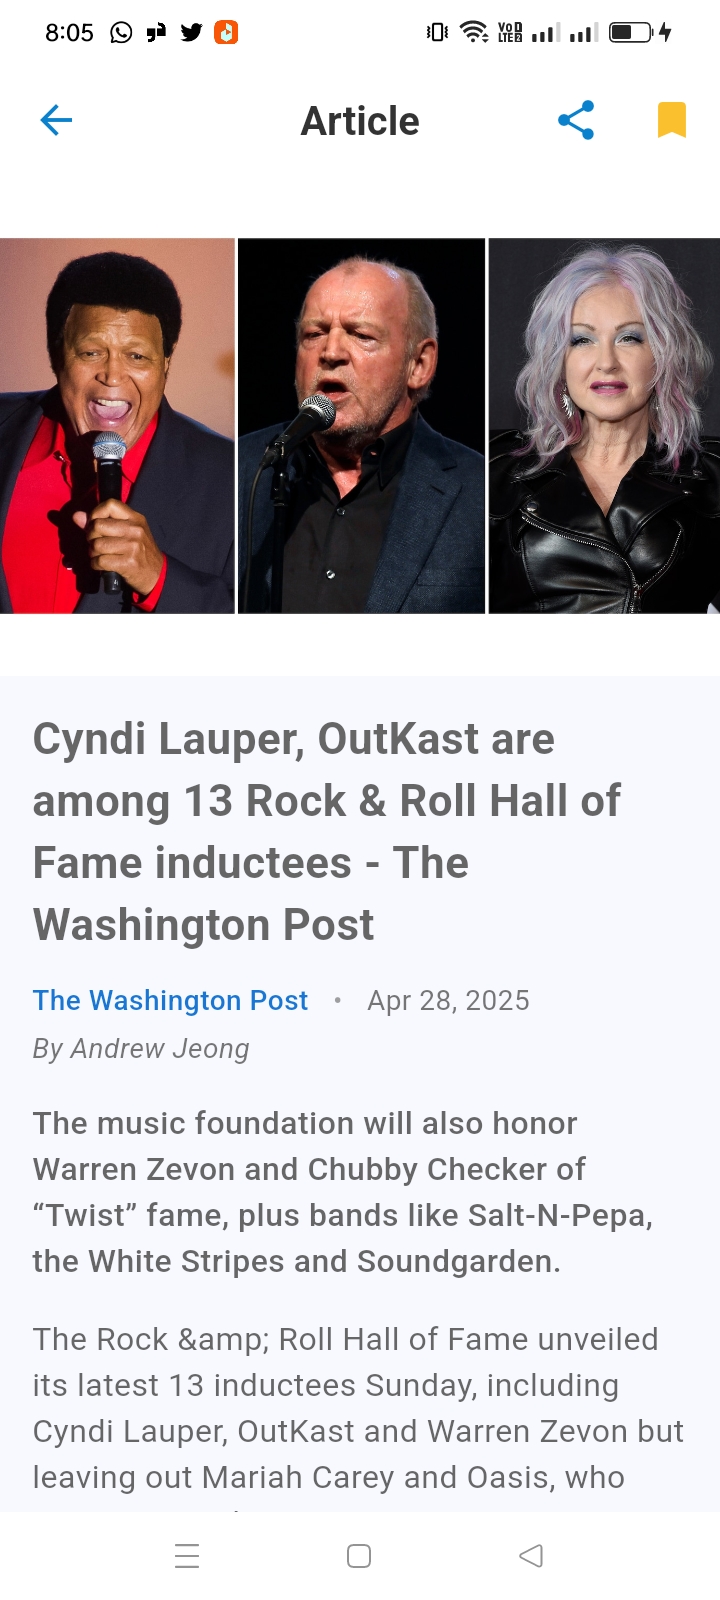 8:05
VoD
LTE2
Article
Cyndi Lauper, OutKast are
among 13 Rock & Roll Hall of
Fame inductees - The
Washington Post
The Washington Post • Apr 28, 2025
By Andrew Jeong
The music foundation will also honor
Warren Zevon and Chubby Checker of
“Twist” fame, plus bands like Salt-N-Pepa,
the White Stripes and Soundgarden.
The Rock &amp; Roll Hall of Fame unveiled
its latest 13 inductees Sunday, including
Cyndi Lauper, OutKast and Warren Zevon but
leaving out Mariah Carey and Oasis, who